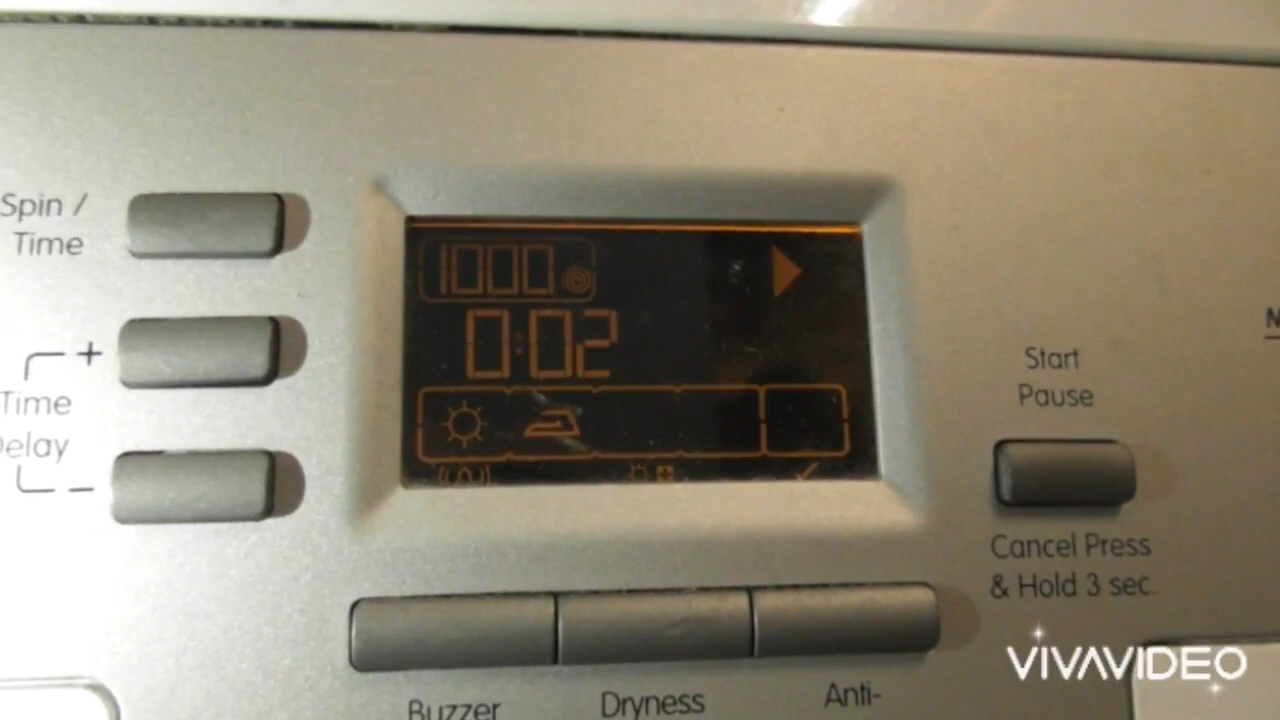 Spin /
Time
+
Time
Delay
-
1000
0:02
Start
Pause
Cancel Press
& Hold 3 sec.
Buzzer
Dryness
Anti-
VIVAVIDEO